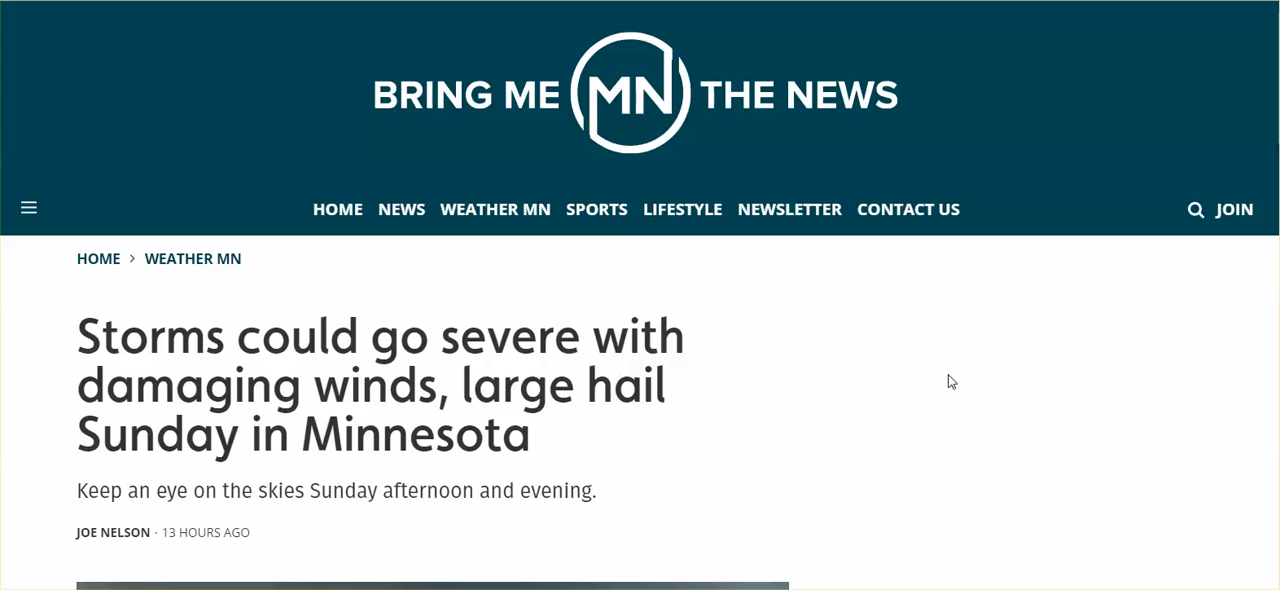 BRING ME MN THE NEWS
HOME NEWS WEATHER MN SPORTS LIFESTYLE NEWSLETTER CONTACT US JOIN
HOME > WEATHER MN
Storms could go severe with
damaging winds, large hail
Sunday in Minnesota
Keep an eye on the skies Sunday afternoon and evening.
JOE NELSON · 13 HOURS AGO